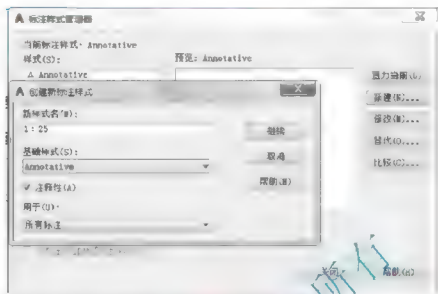 标注样式管理器
当前标注样式: Annotative
样式(S):
预览: Annotative
Annotative
置为当前(U)
新建(N)...
修改(M)...
替代(O)...
比较(C)...
创建新标注样式
新样式名(N):
1:25
继续
基础样式(S):
取消
Annotative
帮助(H)
注释性(A)
用于(U):
所有标注
关闭
帮助(H)